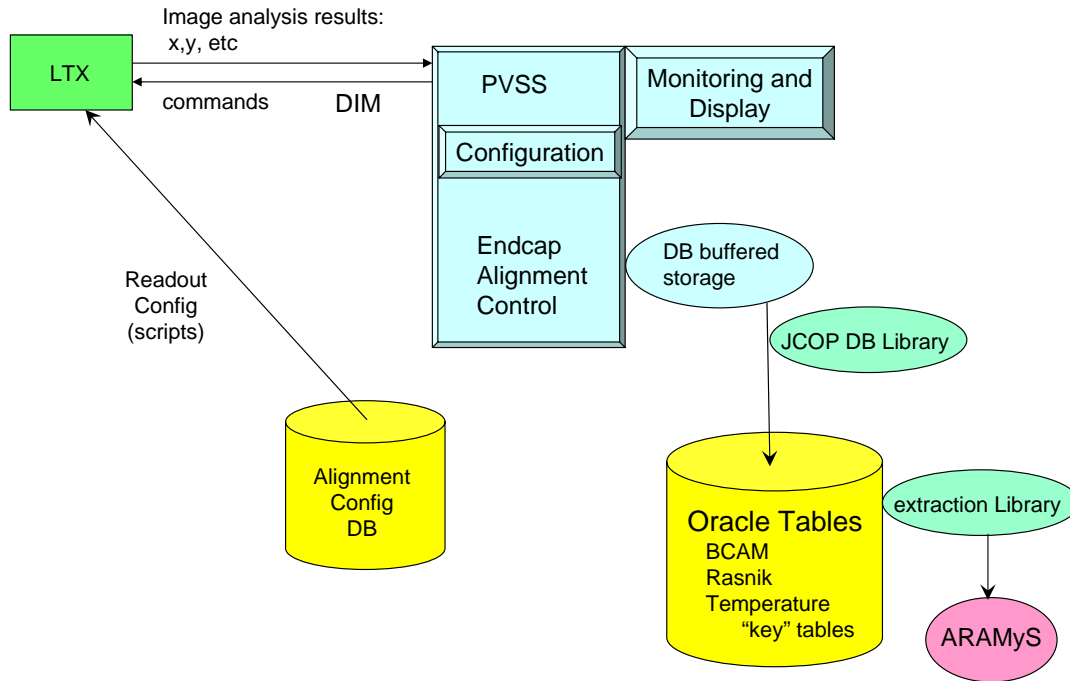 Image analysis results:
x,y, etc
LTX
commands
DIM
PVSS
Monitoring and
Display
Configuration
Endcap
Alignment
Control
DB buffered
storage
Readout
Config
(scripts)
JCOP DB Library
Alignment
Config
DB
Oracle Tables
BCAM
Rasnik
Temperature
“key” tables
extraction Library
ARAMyS